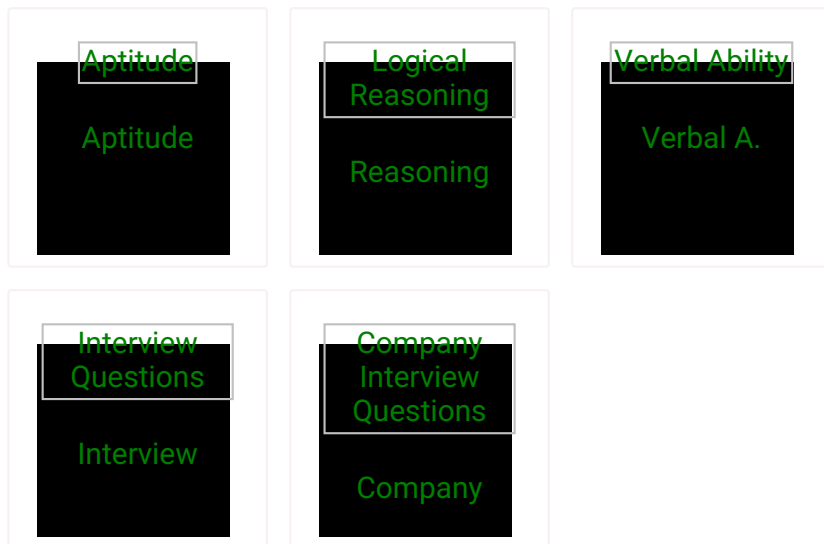 Aptitude
Aptitude
Logical
Reasoning
Reasoning
Verbal Ability
Verbal A.
Interview
Questions
Interview
Company
Interview
Questions
Company